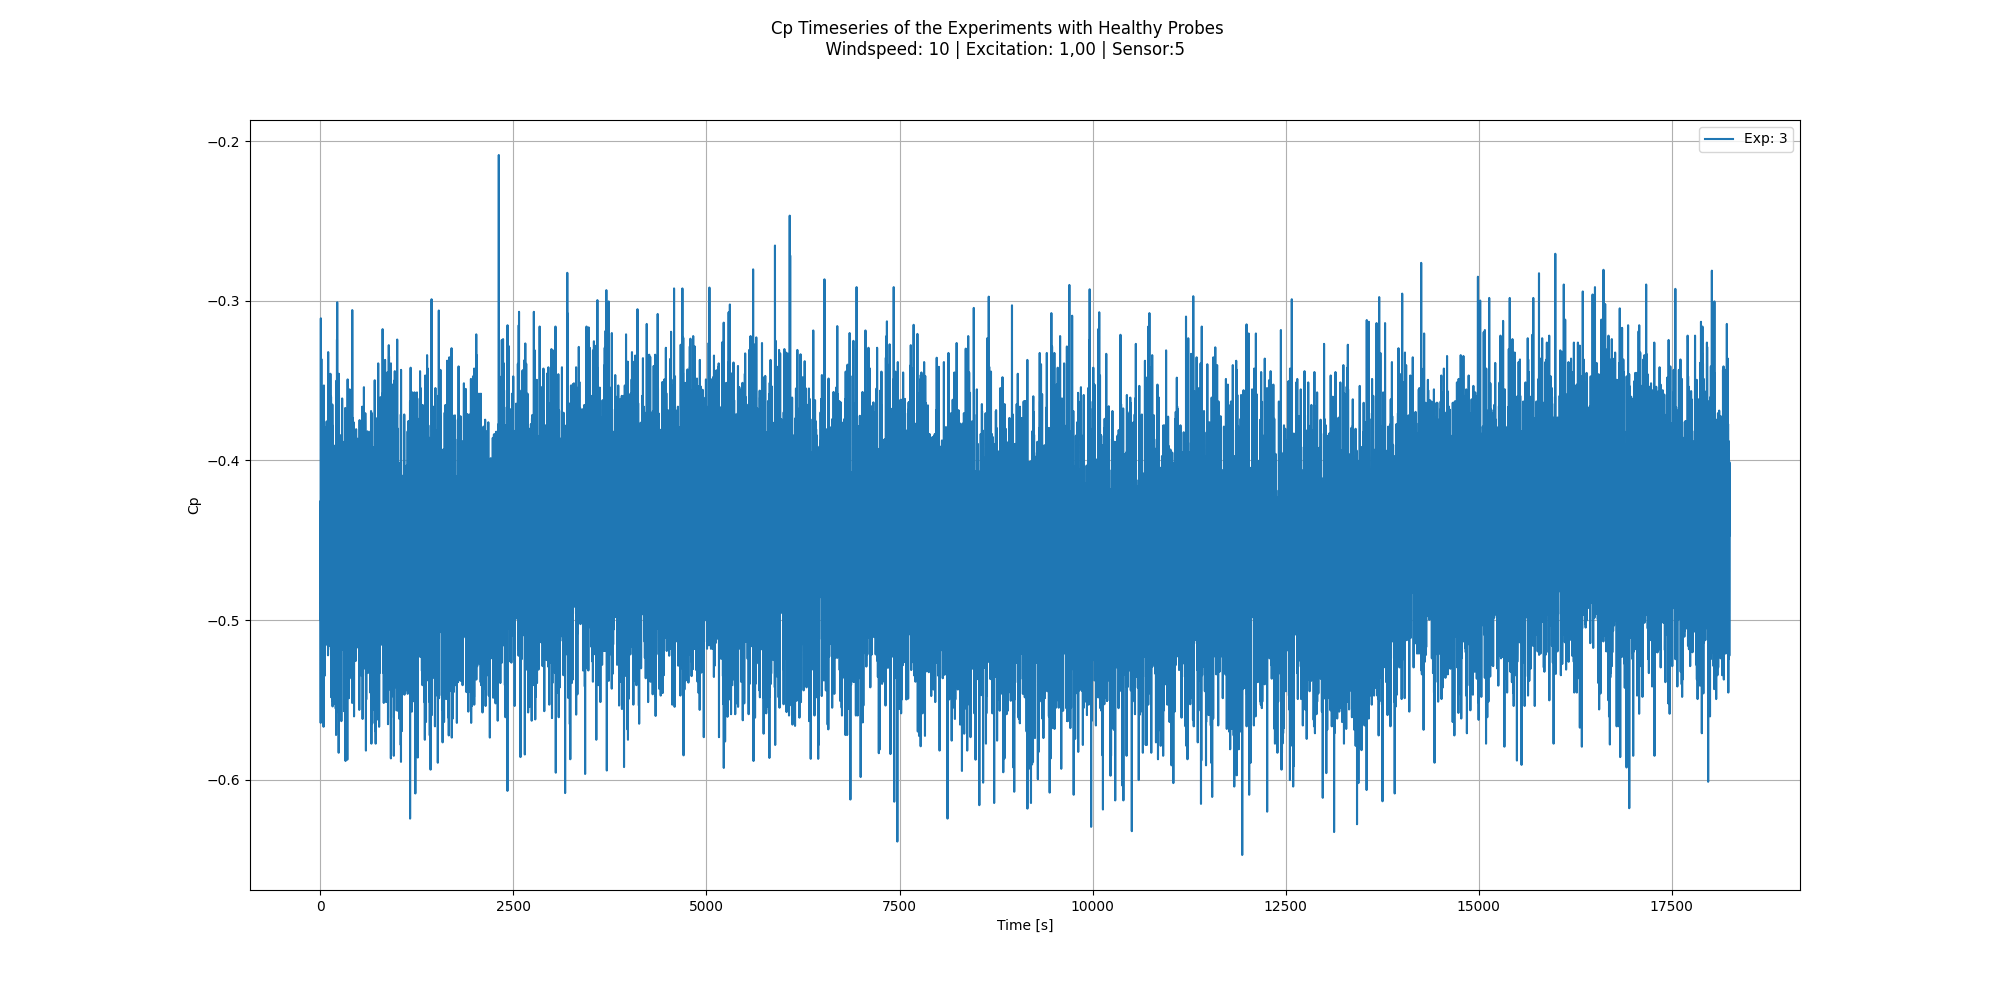 Cp Timeseries of the Experiments with Healthy Probes
Windspeed: 10 | Excitation: 1,00 | Sensor:5
Exp: 3
−0.2
−0.3
−0.4
−0.5
−0.6
Cp
0 2500 5000 7500 10000 12500 15000 17500
Time [s]